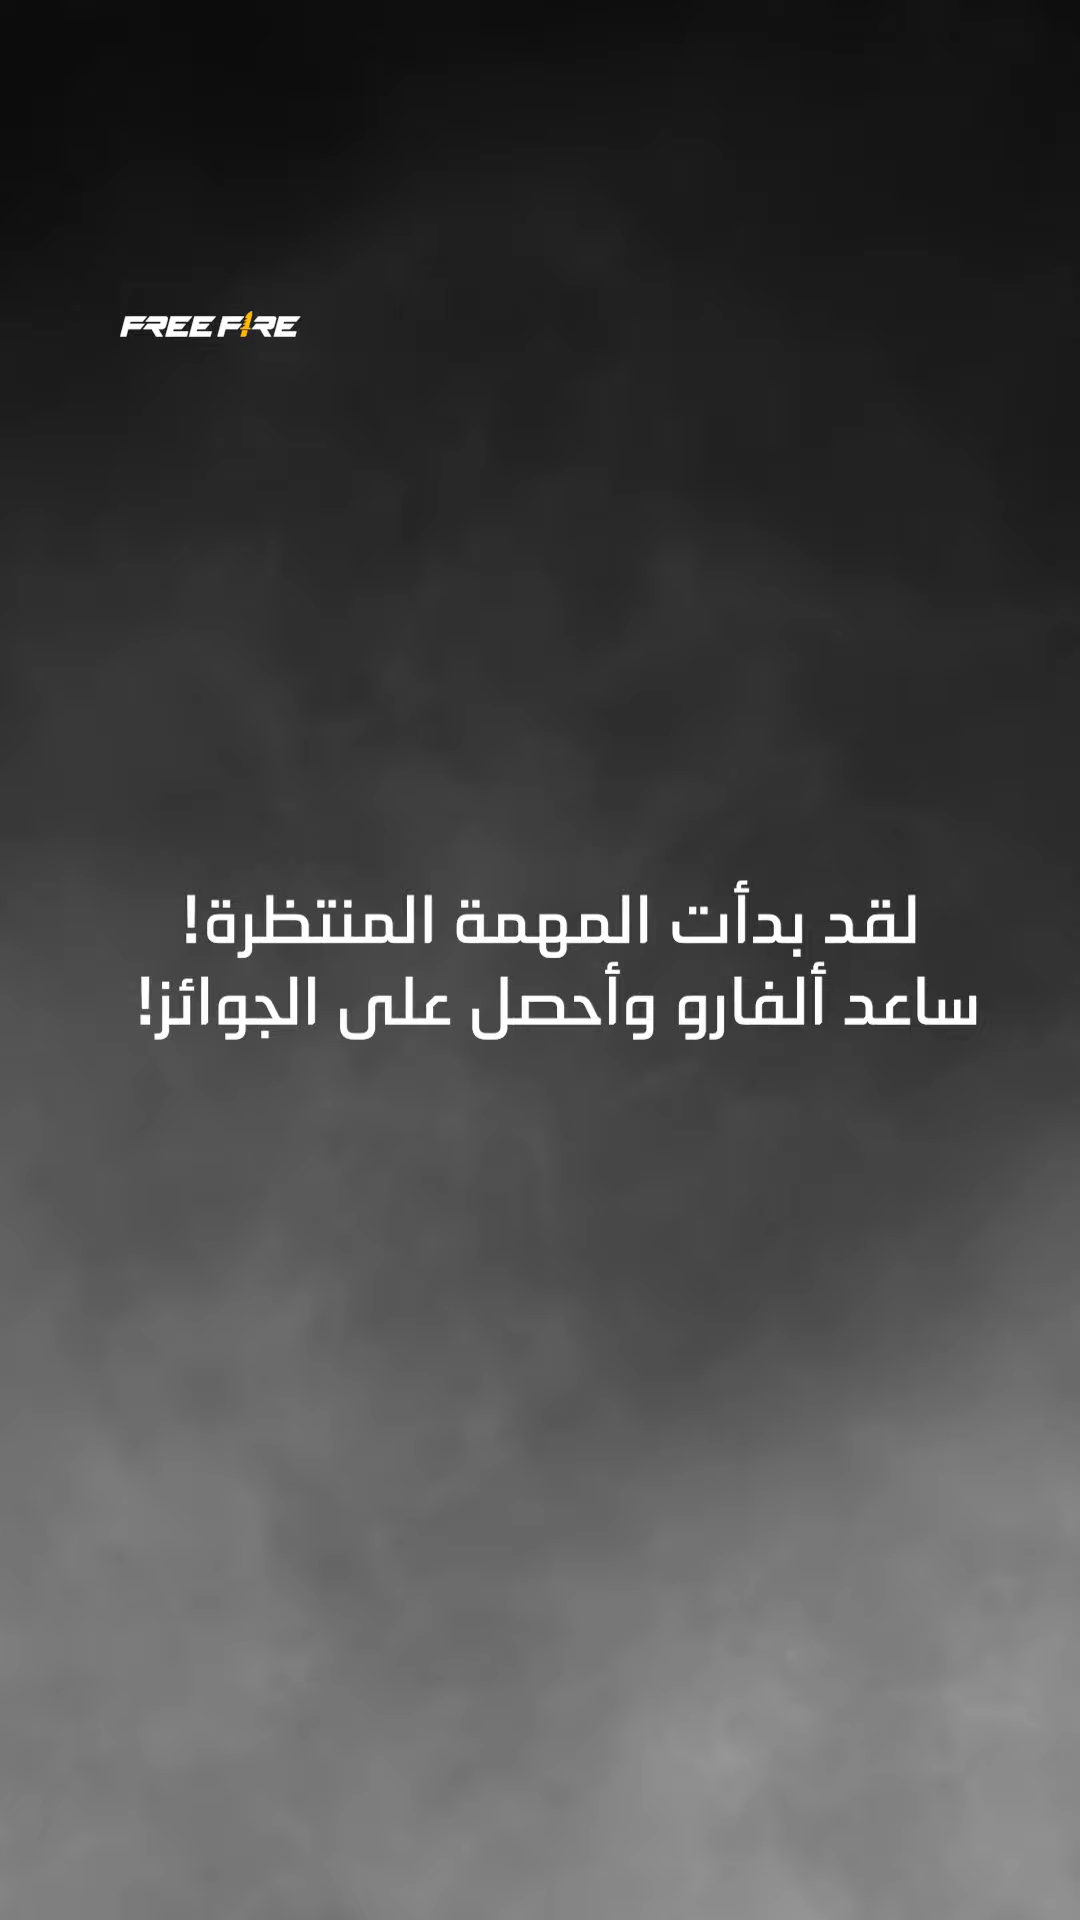 FREE FIRE
لقد بدأت المهمة المنتظرة!
ساعد ألفارو وأحصل على الجوائز!